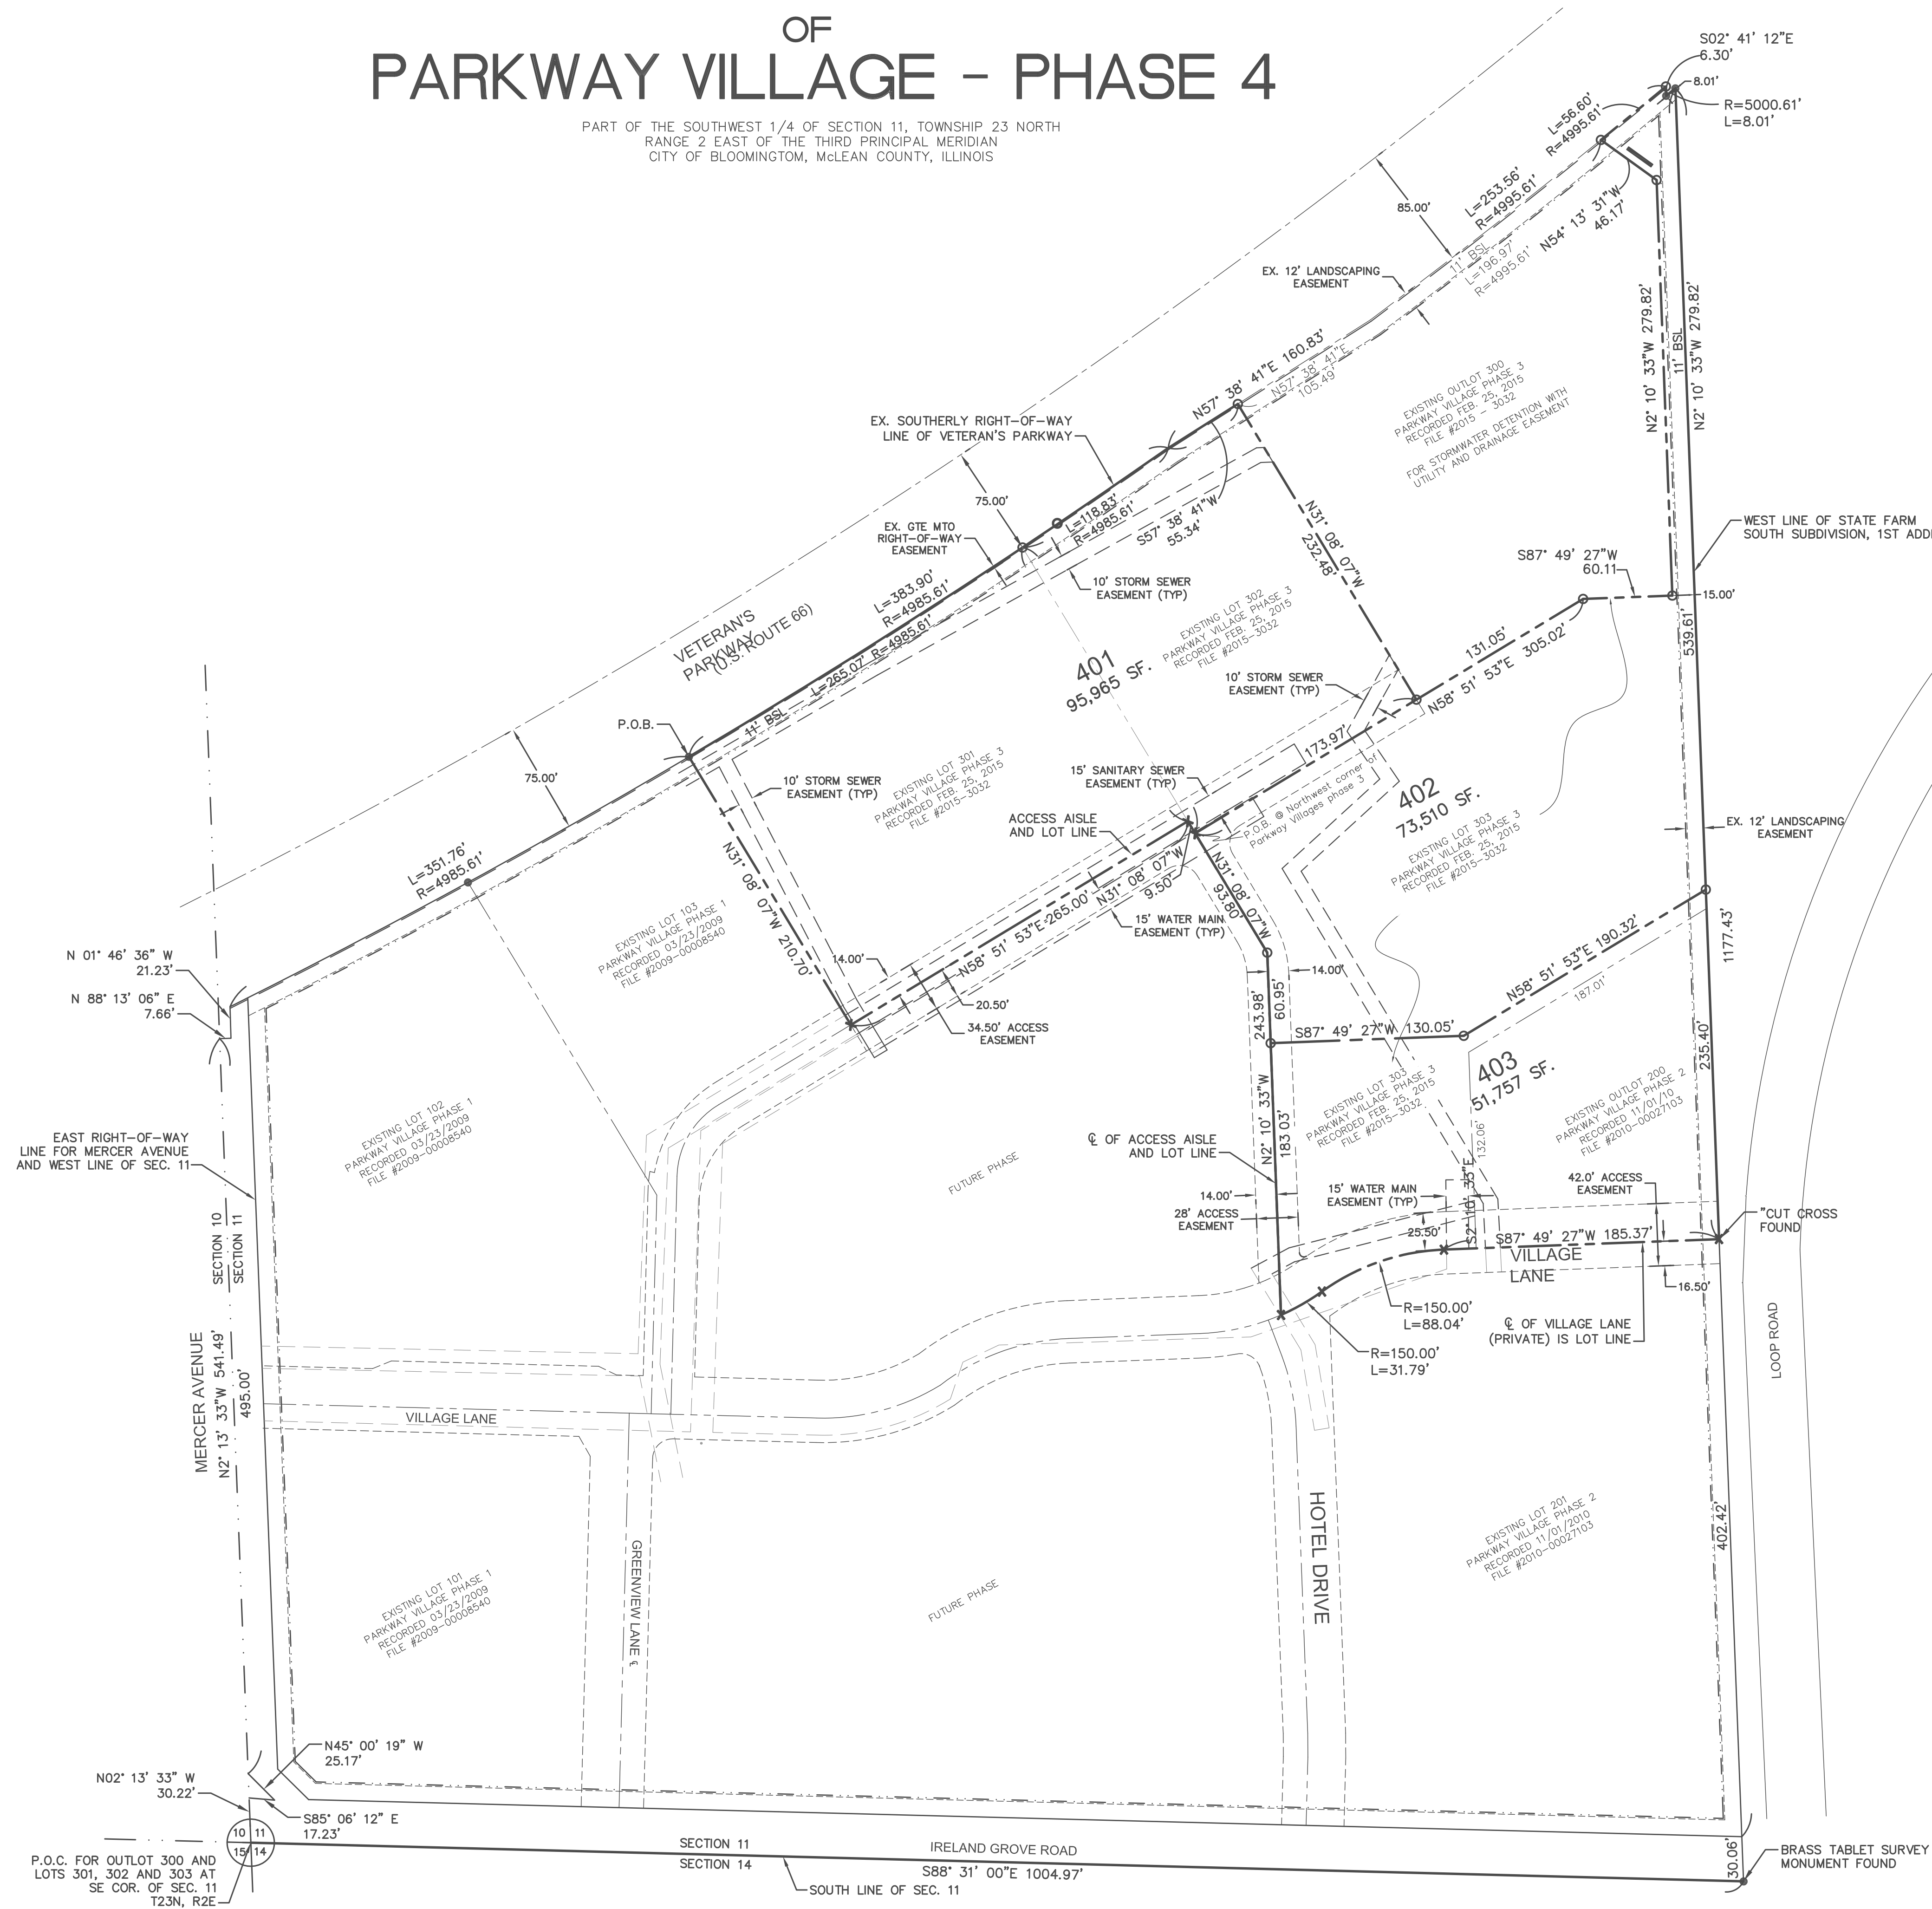 OF
PARKWAY VILLAGE - PHASE 4
PART OF THE SOUTHWEST 1/4 OF SECTION 11, TOWNSHIP 23 NORTH
RANGE 2 EAST OF THE THIRD PRINCIPAL MERIDIAN
CITY OF BLOOMINGTOM, McLEAN COUNTY, ILLINOIS
S02° 41' 12"E
6.30'
8.01'
R=5000.61'
L=8.01'
L=56.60'
R=4995.61'
L=253.56'
R=4995.61'
N54° 13' 31"W
46.17'
85.00'
11' BSL
L=196.97'
R=4995.61'
EX. 12' LANDSCAPING
EASEMENT
N2° 10' 33"W 279.82'
11' BSL
N2° 10' 33"W 279.82'
N57° 38' 41"E 160.83'
N57° 38' 41"E
105.49'
EXISTING OUTLOT 300
PARKWAY VILLAGE PHASE 3
RECORDED FEB. 25, 2015
FILE #2015 - 3032
FOR STORMWATER DETENTION WITH
UTILITY AND DRAINAGE EASEMENT
EX. SOUTHERLY RIGHT-OF-WAY
LINE OF VETERAN'S PARKWAY
75.00'
L=118.83'
R=4985.61'
S57° 38' 41"W
55.34'
EX. GTE MTO
RIGHT-OF-WAY
EASEMENT
10' STORM SEWER
EASEMENT (TYP)
N31° 08' 07"W
232.48'
WEST LINE OF STATE FARM
SOUTH SUBDIVISION, 1ST ADDI
S87° 49' 27"W
60.11
15.00'
539.61'
L=383.90'
R=4985.61'
L=265.07' R=4985.61'
VETERAN'S
PARKWAY
(U.S. ROUTE 66)
11' BSL
P.O.B.
EXISTING LOT 302
PARKWAY VILLAGE PHASE 3
RECORDED FEB. 25, 2015
FILE #2015-3032
401
95,965 SF.
10' STORM SEWER
EASEMENT (TYP)
131.05'
N58° 51' 53"E 305.02'
173.97'
75.00'
10' STORM SEWER
EASEMENT (TYP)
EXISTING LOT 301
PARKWAY VILLAGE PHASE 3
RECORDED FEB. 25, 2015
FILE #2015-3032
15' SANITARY SEWER
EASEMENT (TYP)
ACCESS AISLE
AND LOT LINE
P.O.B. @ Northwest corner of
Parkway Villages phase 3
402
73,510 SF.
EXISTING LOT 303
PARKWAY VILLAGE PHASE 3
RECORDED FEB. 25, 2015
FILE #2015-3032
EX. 12' LANDSCAPING
EASEMENT
L=351.76'
R=4985.61'
N31° 08' 07"W 210.70'
N58° 51' 53"E 265.00'
N31° 08' 07"W
9.50'
N31° 08' 07"W
93.80'
15' WATER MAIN
EASEMENT (TYP)
EXISTING LOT 103
PARKWAY VILLAGE PHASE 1
RECORDED 03/23/2009
FILE #2009-00008540
14.00'
20.50'
34.50' ACCESS
EASEMENT
14.00'
243.98'
60.95'
N58° 51' 53"E 190.32'
187.01'
1177.43'
N 01° 46' 36" W
21.23'
N 88° 13' 06" E
7.66'
S87° 49' 27"W 130.05'
403
51,757 SF.
235.40'
EXISTING LOT 303
PARKWAY VILLAGE PHASE 3
RECORDED FEB. 25, 2015
FILE #2015-3032
EXISTING OUTLOT 200
PARKWAY VILLAGE PHASE 2
RECORDED 11/01/10
FILE #2010-00027103
132.06'
S2° 10' 33"E
EAST RIGHT-OF-WAY
LINE FOR MERCER AVENUE
AND WEST LINE OF SEC. 11
EXISTING LOT 102
PARKWAY VILLAGE PHASE 1
RECORDED 03/23/2009
FILE #2009-00008540
FUTURE PHASE
℄ OF ACCESS AISLE
AND LOT LINE
N2° 10' 33"W
183.03'
14.00'
28' ACCESS
EASEMENT
15' WATER MAIN
EASEMENT (TYP)
42.0' ACCESS
EASEMENT
"CUT CROSS
FOUND
25.50'
S87° 49' 27"W 185.37'
VILLAGE
LANE
16.50'
SECTION 10
SECTION 11
R=150.00'
L=88.04'
℄ OF VILLAGE LANE
(PRIVATE) IS LOT LINE
R=150.00'
L=31.79'
LOOP ROAD
MERCER AVENUE
N2° 13' 33"W 541.49'
495.00'
VILLAGE LANE
GREENVIEW LANE ℄
HOTEL DRIVE
EXISTING LOT 201
PARKWAY VILLAGE PHASE 2
RECORDED 11/01/2010
FILE #2010-00027103
402.42'
EXISTING LOT 101
PARKWAY VILLAGE PHASE 1
RECORDED 03/23/2009
FILE #2009-00008540
FUTURE PHASE
N45° 00' 19" W
25.17'
N02° 13' 33" W
30.22'
S85° 06' 12" E
17.23'
10 11
15 14
P.O.C. FOR OUTLOT 300 AND
LOTS 301, 302 AND 303 AT
SE COR. OF SEC. 11
T23N, R2E
SECTION 11
SECTION 14
IRELAND GROVE ROAD
S88° 31' 00"E 1004.97'
SOUTH LINE OF SEC. 11
30.06'
BRASS TABLET SURVEY
MONUMENT FOUND